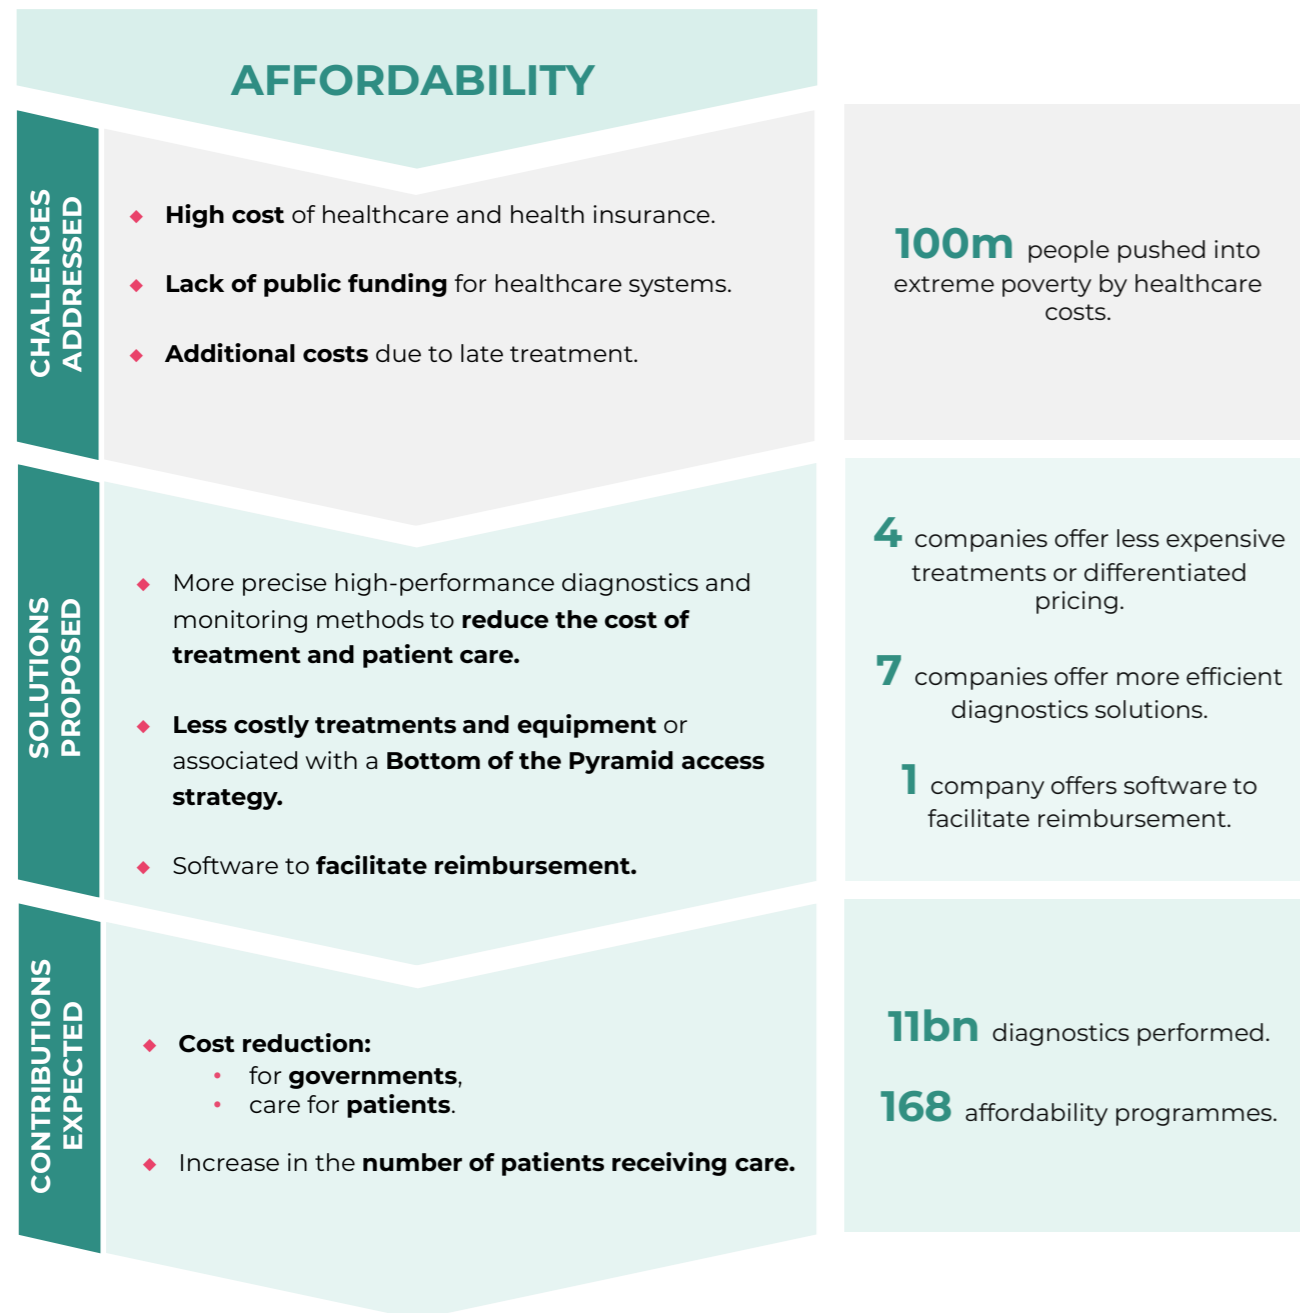 AFFORDABILITY
CHALLENGES
ADDRESSED
High cost of healthcare and health insurance.
Lack of public funding for healthcare systems.
Additional costs due to late treatment.
100m people pushed into
extreme poverty by healthcare
costs.
SOLUTIONS
PROPOSED
More precise high-performance diagnostics and
monitoring methods to reduce the cost of
treatment and patient care.
Less costly treatments and equipment or
associated with a Bottom of the Pyramid access
strategy.
Software to facilitate reimbursement.
4 companies offer less expensive
treatments or differentiated
pricing.
7 companies offer more efficient
diagnostics solutions.
1 company offers software to
facilitate reimbursement.
CONTRIBUTIONS
EXPECTED
Cost reduction:
for governments,
care for patients.
Increase in the number of patients receiving care.
11bn diagnostics performed.
168 affordability programmes.